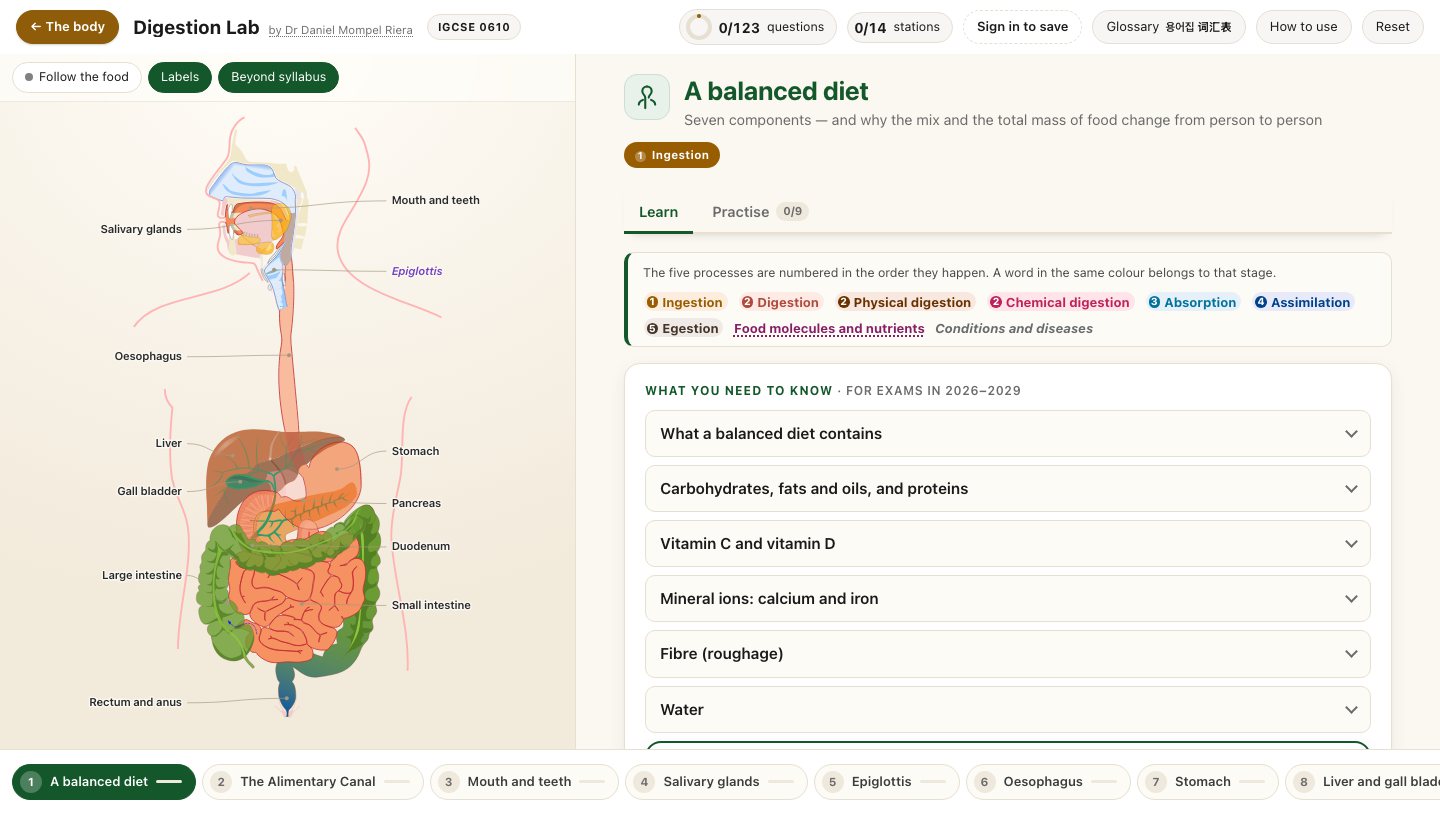 ← The body
Digestion Lab by Dr Daniel Mompel Riera
IGCSE 0610
0/123 questions
0/14 stations
Sign in to save
Glossary 용어집 词汇表
How to use
Reset
Follow the food
Labels
Beyond syllabus
Mouth and teeth
Salivary glands
Epiglottis
Oesophagus
Liver
Stomach
Gall bladder
Pancreas
Duodenum
Large intestine
Small intestine
Rectum and anus
A balanced diet
Seven components — and why the mix and the total mass of food change from person to person
1 Ingestion
Learn
Practise 0/9
The five processes are numbered in the order they happen. A word in the same colour belongs to that stage.
1 Ingestion 2 Digestion 2 Physical digestion 2 Chemical digestion 3 Absorption 4 Assimilation
5 Egestion Food molecules and nutrients Conditions and diseases
WHAT YOU NEED TO KNOW · FOR EXAMS IN 2026–2029
What a balanced diet contains
Carbohydrates, fats and oils, and proteins
Vitamin C and vitamin D
Mineral ions: calcium and iron
Fibre (roughage)
Water
1 A balanced diet
2 The Alimentary Canal
3 Mouth and teeth
4 Salivary glands
5 Epiglottis
6 Oesophagus
7 Stomach
8 Liver and gall bladd